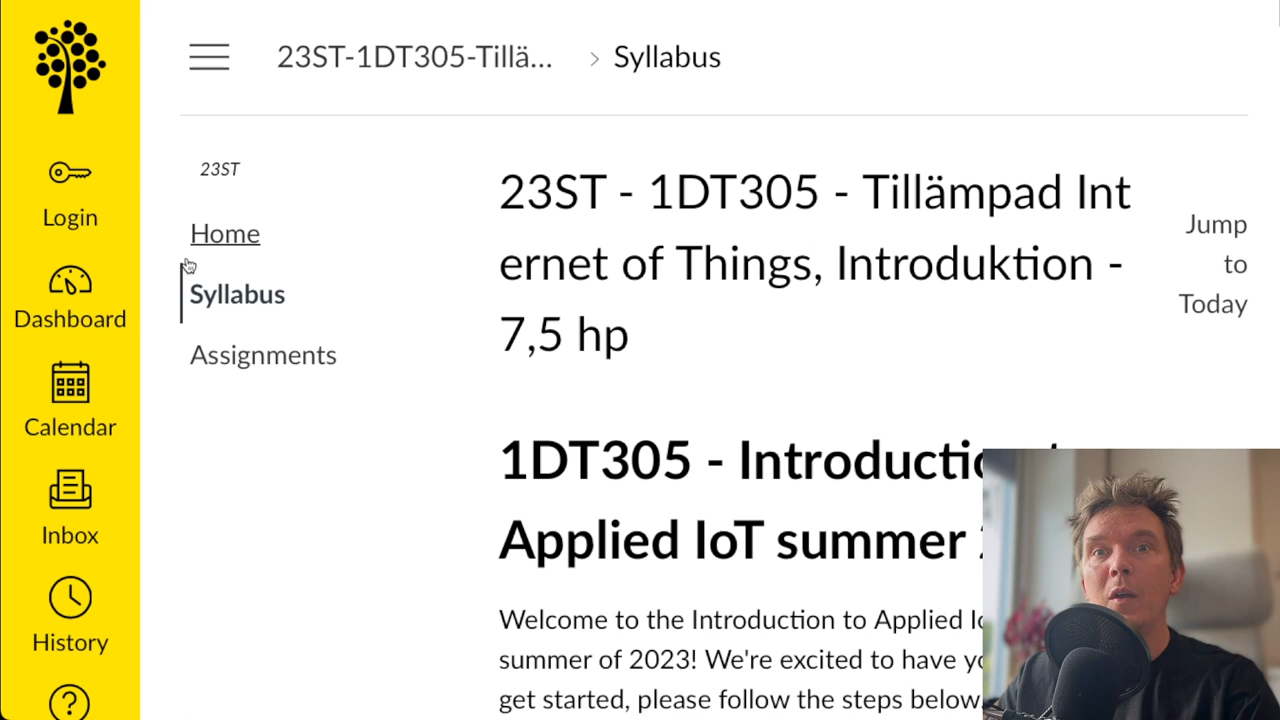 23ST-1DT305-Tillä...
Syllabus
Login
Dashboard
Calendar
Inbox
History
23ST
Home
Syllabus
Assignments
23ST - 1DT305 - Tillämpad Int
ernet of Things, Introduktion -
7,5 hp
Jump
to
Today
1DT305 - Introductio
Applied IoT summer
Welcome to the Introduction to Applied
summer of 2023! We're excited to have
get started, please follow the steps below